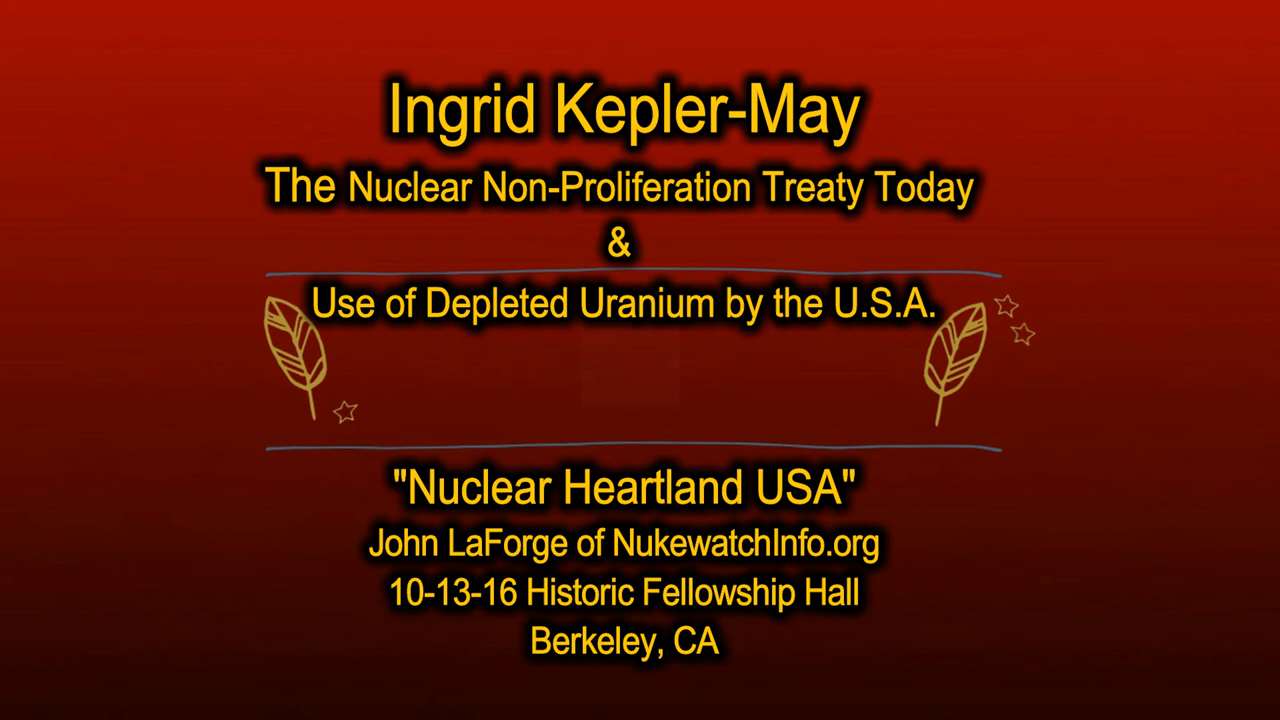 Ingrid Kepler-May
The Nuclear Non-Proliferation Treaty Today
&
Use of Depleted Uranium by the U.S.A.
"Nuclear Heartland USA"
John LaForge of NukewatchInfo.org
10-13-16 Historic Fellowship Hall
Berkeley, CA